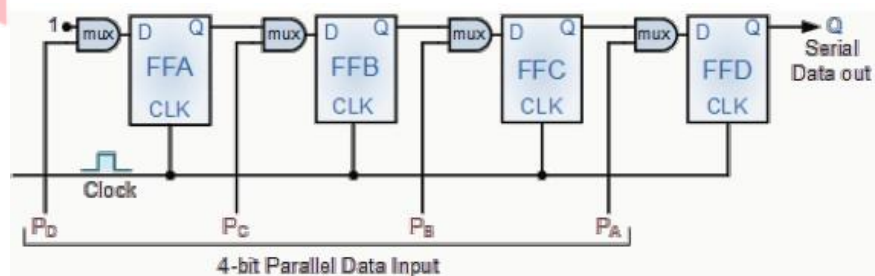 1 mux D Q mux D Q mux D Q mux D Q Q
FFA FFB FFC FFD Serial
Data out
CLK CLK CLK CLK
Clock
PD PC PB PA
4-bit Parallel Data Input